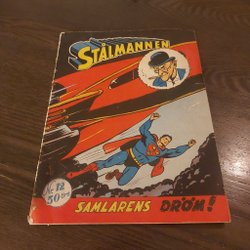 STÅLMANNEN
Nr 12
50 öre
SAMLARENS DRÖM!